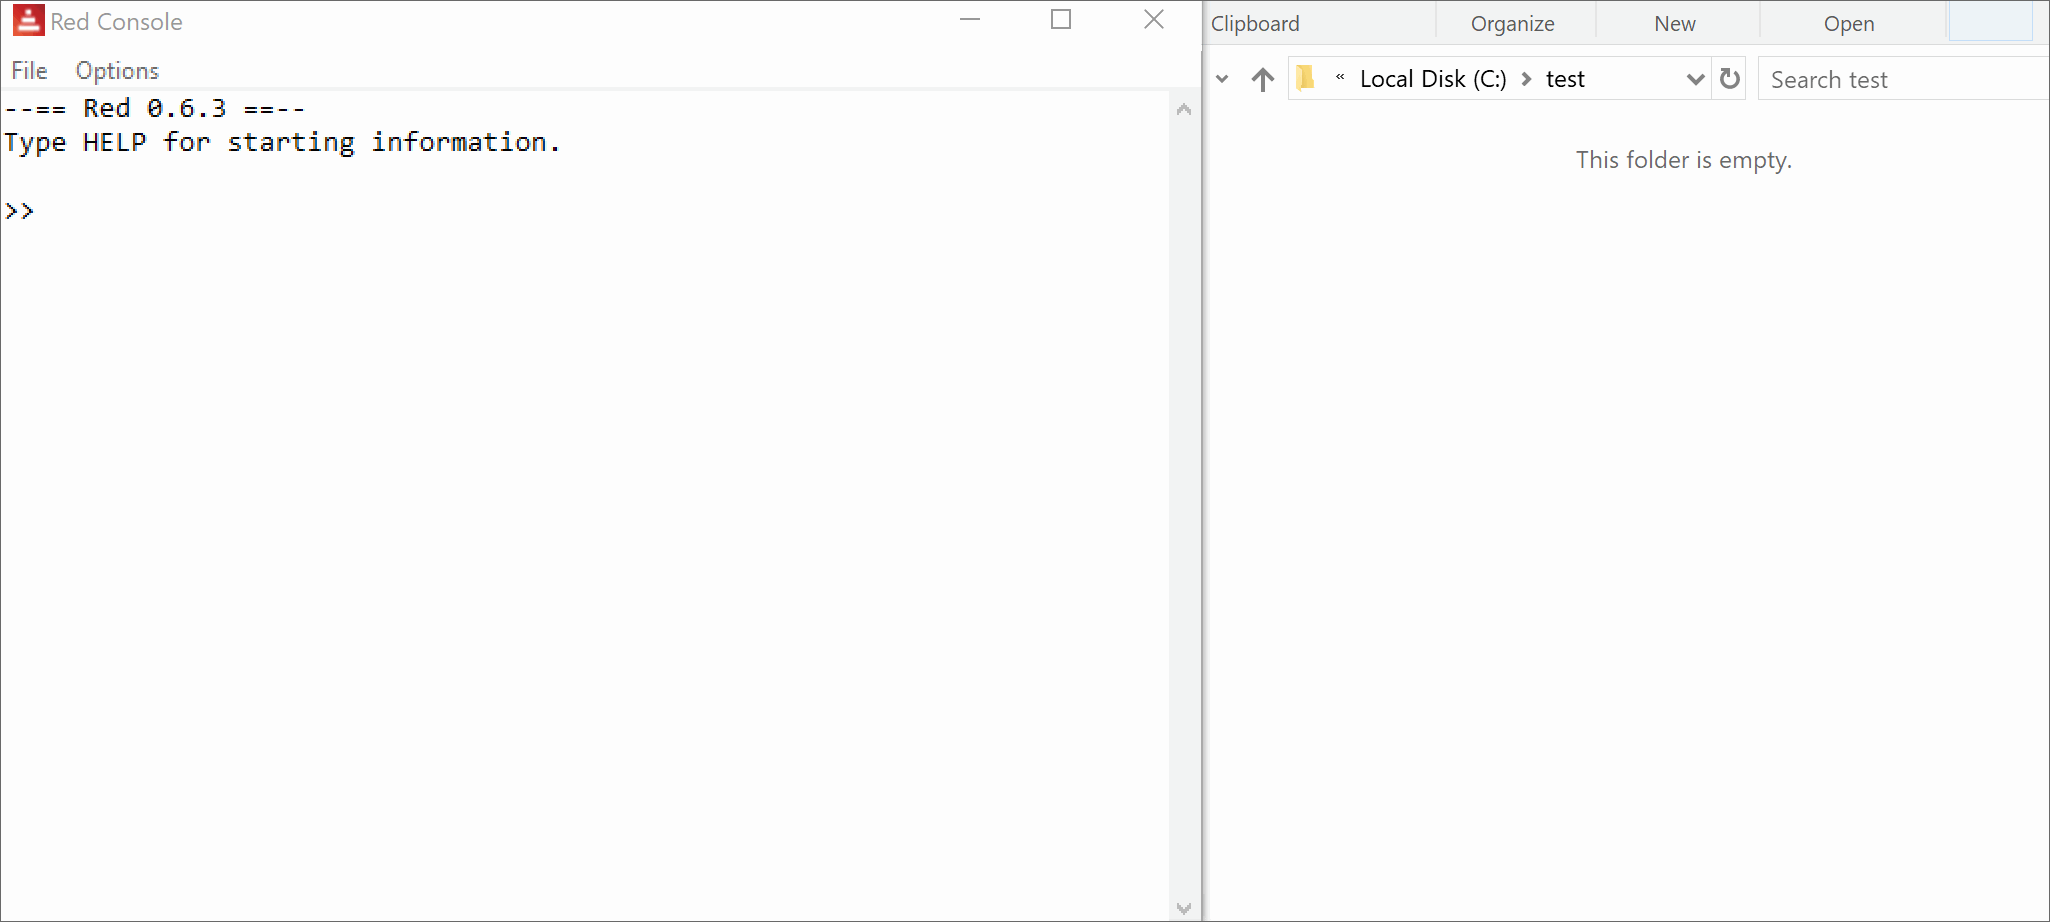 Red Console
File Options
--== Red 0.6.3 ==--
Type HELP for starting information.
>>
Clipboard Organize New Open
« Local Disk (C:) > test Search test
This folder is empty.